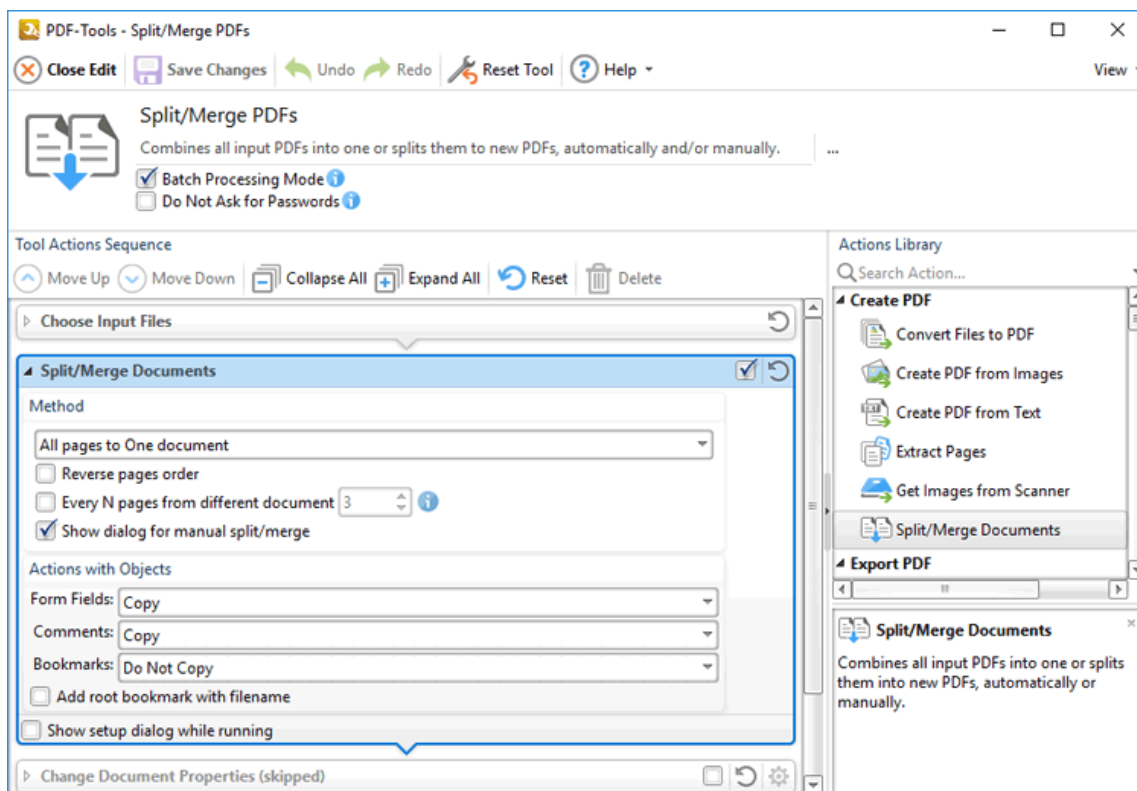 PDF-Tools - Split/Merge PDFs
Close Edit Save Changes Undo Redo Reset Tool Help View
Split/Merge PDFs
Combines all input PDFs into one or splits them to new PDFs, automatically and/or manually. ...
Batch Processing Mode
Do Not Ask for Passwords
Tool Actions Sequence
Move Up Move Down Collapse All Expand All Reset Delete
Choose Input Files
Split/Merge Documents
Method
All pages to One document
Reverse pages order
Every N pages from different document 3
Show dialog for manual split/merge
Actions with Objects
Form Fields: Copy
Comments: Copy
Bookmarks: Do Not Copy
Add root bookmark with filename
Show setup dialog while running
Change Document Properties (skipped)
Actions Library
Search Action...
Create PDF
Convert Files to PDF
Create PDF from Images
Create PDF from Text
Extract Pages
Get Images from Scanner
Split/Merge Documents
Export PDF
Split/Merge Documents
Combines all input PDFs into one or splits
them into new PDFs, automatically or
manually.